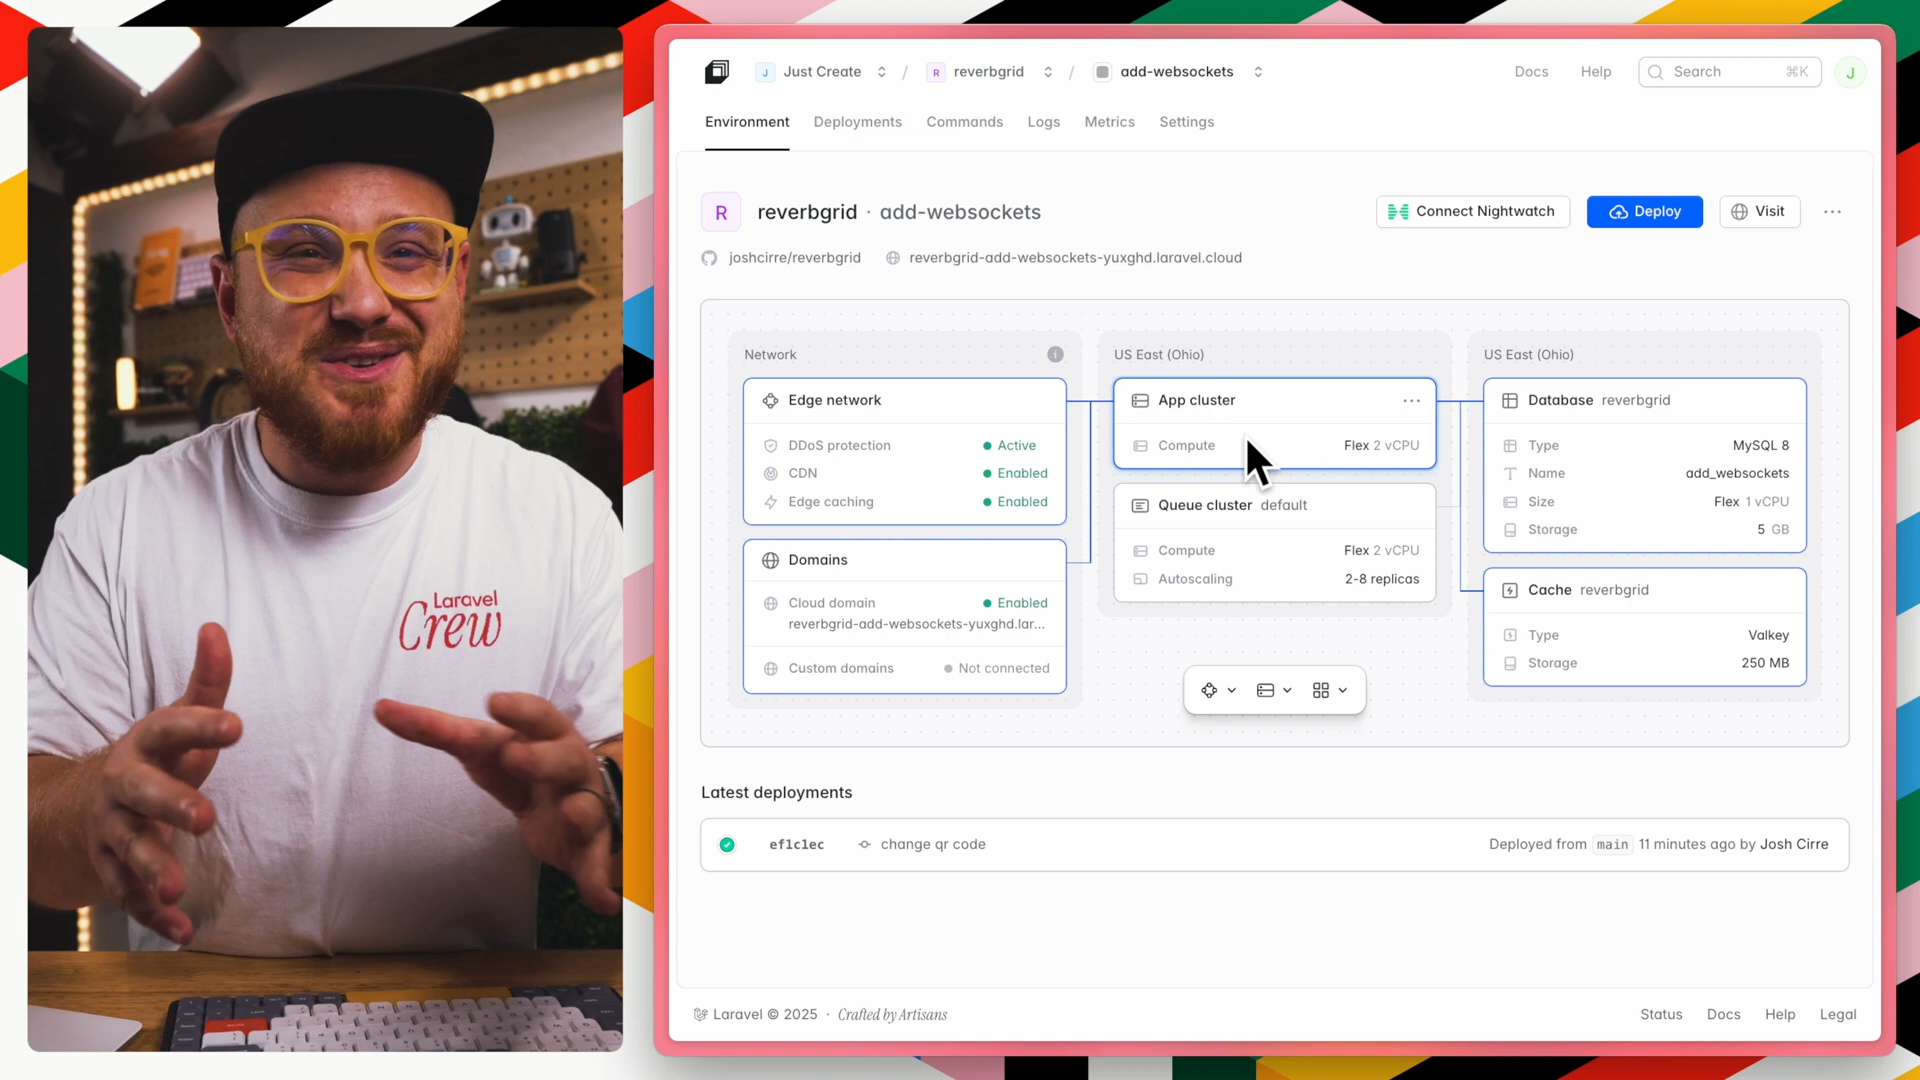 Laravel
Crew
J Just Create / R reverbgrid / add-websockets
Docs Help Search ⌘K J
Environment Deployments Commands Logs Metrics Settings
R reverbgrid · add-websockets
Connect Nightwatch Deploy Visit ...
joshcirre/reverbgrid reverbgrid-add-websockets-yuxghd.laravel.cloud
Network
Edge network
DDoS protection Active
CDN Enabled
Edge caching Enabled
Domains
Cloud domain Enabled
reverbgrid-add-websockets-yuxghd.lar...
Custom domains Not connected
US East (Ohio)
App cluster ...
Compute Flex 2 vCPU
Queue cluster default
Compute Flex 2 vCPU
Autoscaling 2-8 replicas
US East (Ohio)
Database reverbgrid
Type MySQL 8
Name add_websockets
Size Flex 1 vCPU
Storage 5 GB
Cache reverbgrid
Type Valkey
Storage 250 MB
Latest deployments
ef1c1ec change qr code Deployed from main 11 minutes ago by Josh Cirre
Laravel © 2025 · Crafted by Artisans
Status Docs Help Legal